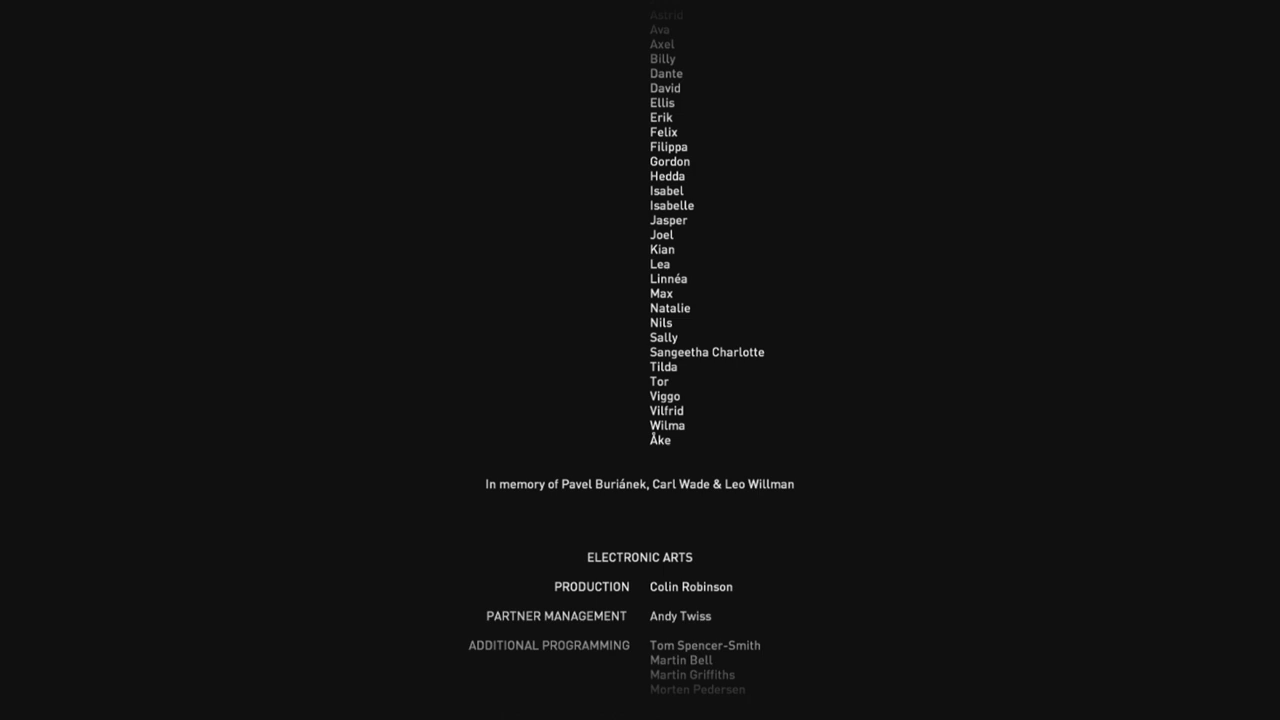 Astrid
Ava
Axel
Billy
Dante
David
Ellis
Erik
Felix
Filippa
Gordon
Hedda
Isabel
Isabelle
Jasper
Joel
Kian
Lea
Linnéa
Max
Natalie
Nils
Sally
Sangeetha Charlotte
Tilda
Tor
Viggo
Vilfrid
Wilma
Åke
In memory of Pavel Buriánek, Carl Wade & Leo Willman
ELECTRONIC ARTS
PRODUCTION Colin Robinson
PARTNER MANAGEMENT Andy Twiss
ADDITIONAL PROGRAMMING Tom Spencer-Smith
Martin Bell
Martin Griffiths
Morten Pedersen